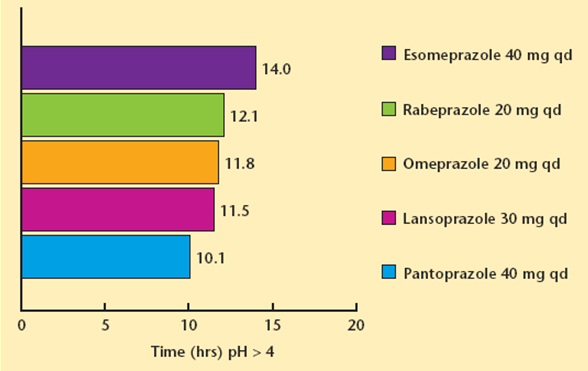 14.0
12.1
11.8
11.5
10.1
0 5 10 15 20
Time (hrs) pH > 4
Esomeprazole 40 mg qd
Rabeprazole 20 mg qd
Omeprazole 20 mg qd
Lansoprazole 30 mg qd
Pantoprazole 40 mg qd